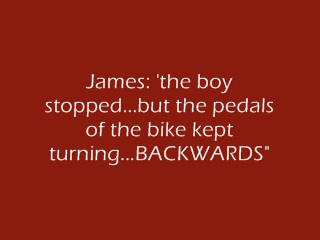 James: 'the boy
stopped...but the pedals
of the bike kept
turning...BACKWARDS"